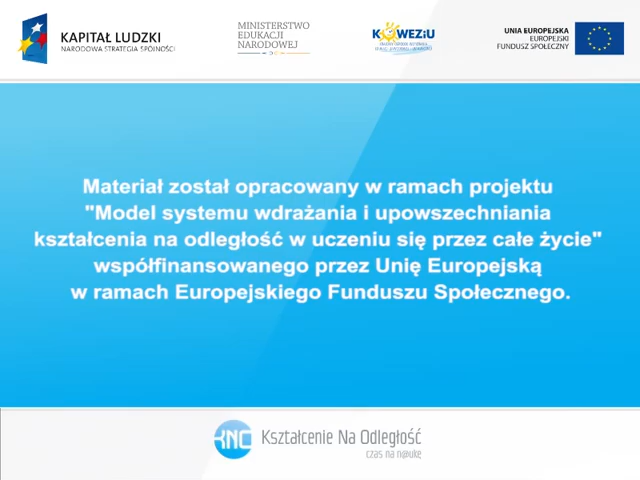 KAPITAŁ LUDZKI
NARODOWA STRATEGIA SPÓJNOŚCI
MINISTERSTWO
EDUKACJI
NARODOWEJ
KOWEZiU
UNIA EUROPEJSKA
EUROPEJSKI
FUNDUSZ SPOŁECZNY
Materiał został opracowany w ramach projektu
"Model systemu wdrażania i upowszechniania
kształcenia na odległość w uczeniu się przez całe życie"
współfinansowanego przez Unię Europejską
w ramach Europejskiego Funduszu Społecznego.
KNO
Kształcenie Na Odległość
czas na n@ukę